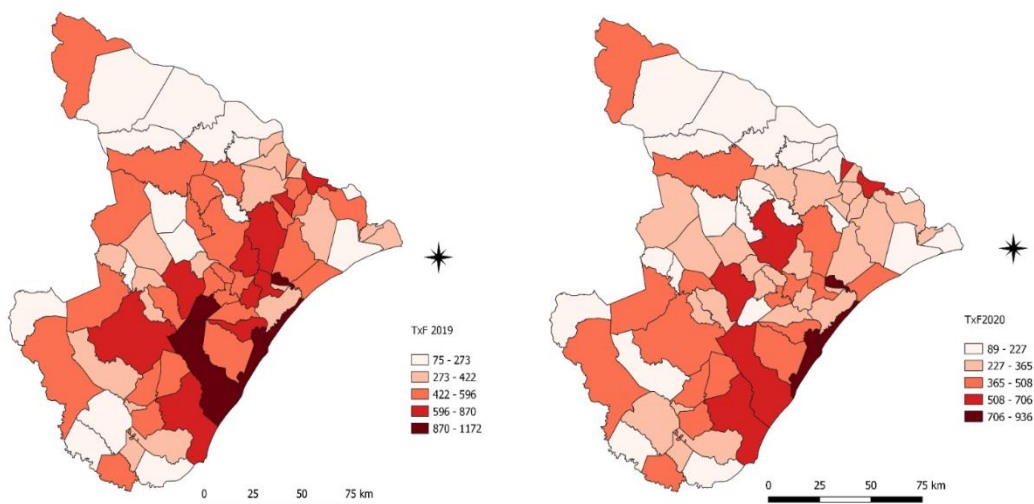 TxF 2019
75 - 273
273 - 422
422 - 596
596 - 870
870 - 1172
0 25 50 75 km
TxF2020
89 - 227
227 - 365
365 - 508
508 - 706
706 - 936
0 25 50 75 km